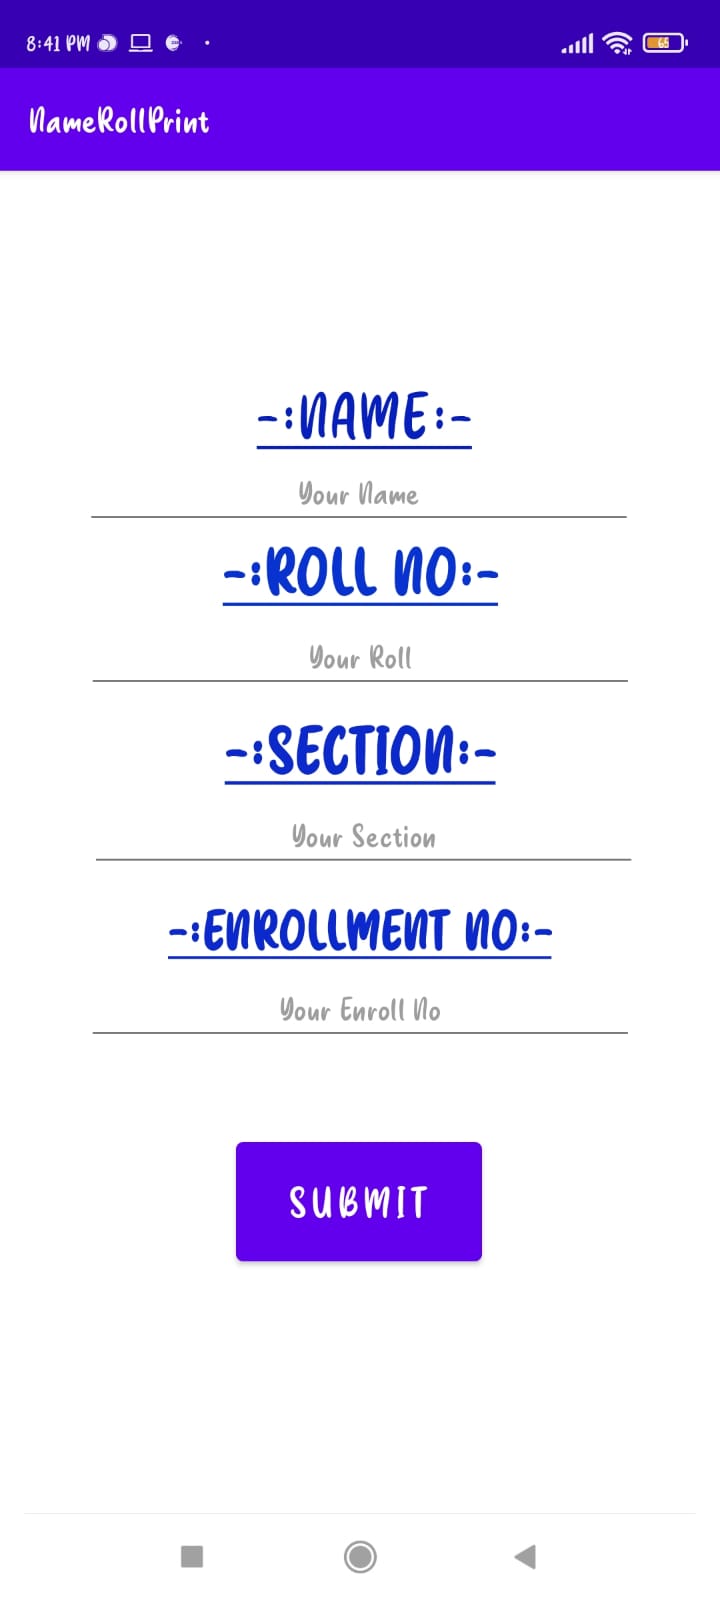 8:41 PM
65
NameRollPrint
-:NAME:-
Your Name
-:ROLL NO:-
Your Roll
-:SECTION:-
Your Section
-:ENROLLMENT NO:-
Your Enroll No
SUBMIT